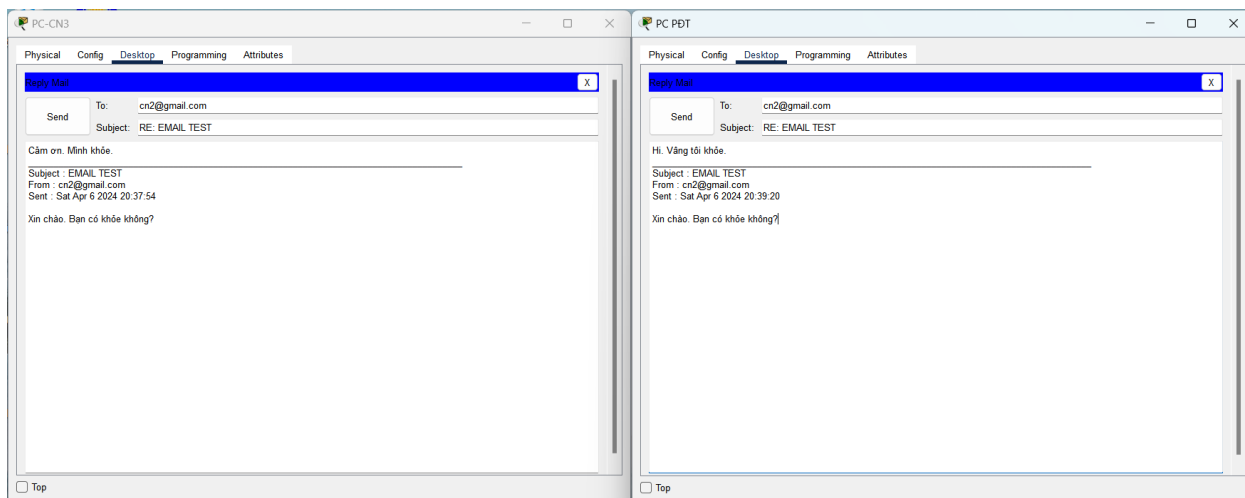 PC-CN3
Physical Config Desktop Programming Attributes
Reply Mail
X
Send
To: cn2@gmail.com
Subject: RE: EMAIL TEST
Cảm ơn. Mình khỏe.
Subject : EMAIL TEST
From : cn2@gmail.com
Sent : Sat Apr 6 2024 20:37:54
Xin chào. Bạn có khỏe không?
Top
PC PĐT
Physical Config Desktop Programming Attributes
Reply Mail
X
Send
To: cn2@gmail.com
Subject: RE: EMAIL TEST
Hi. Vâng tôi khỏe.
Subject : EMAIL TEST
From : cn2@gmail.com
Sent : Sat Apr 6 2024 20:39:20
Xin chào. Bạn có khỏe không?
Top